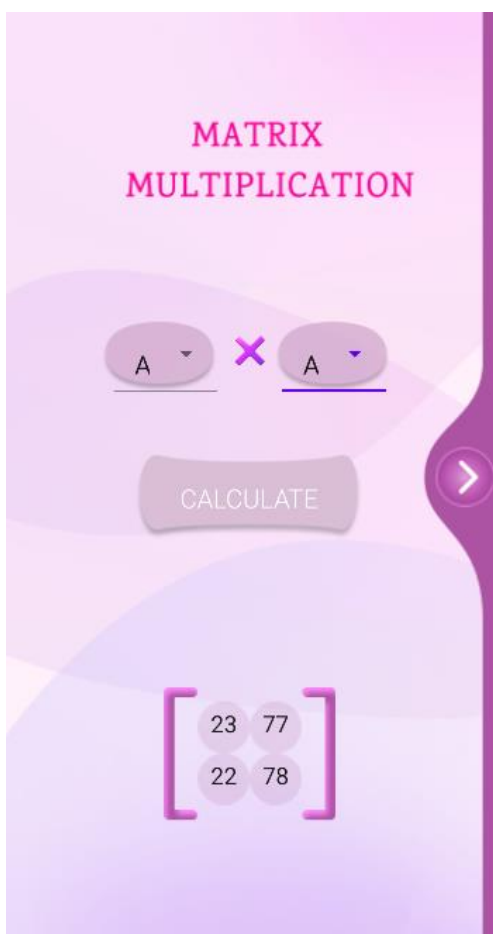 MATRIX
MULTIPLICATION
A × A
CALCULATE
23 77
22 78